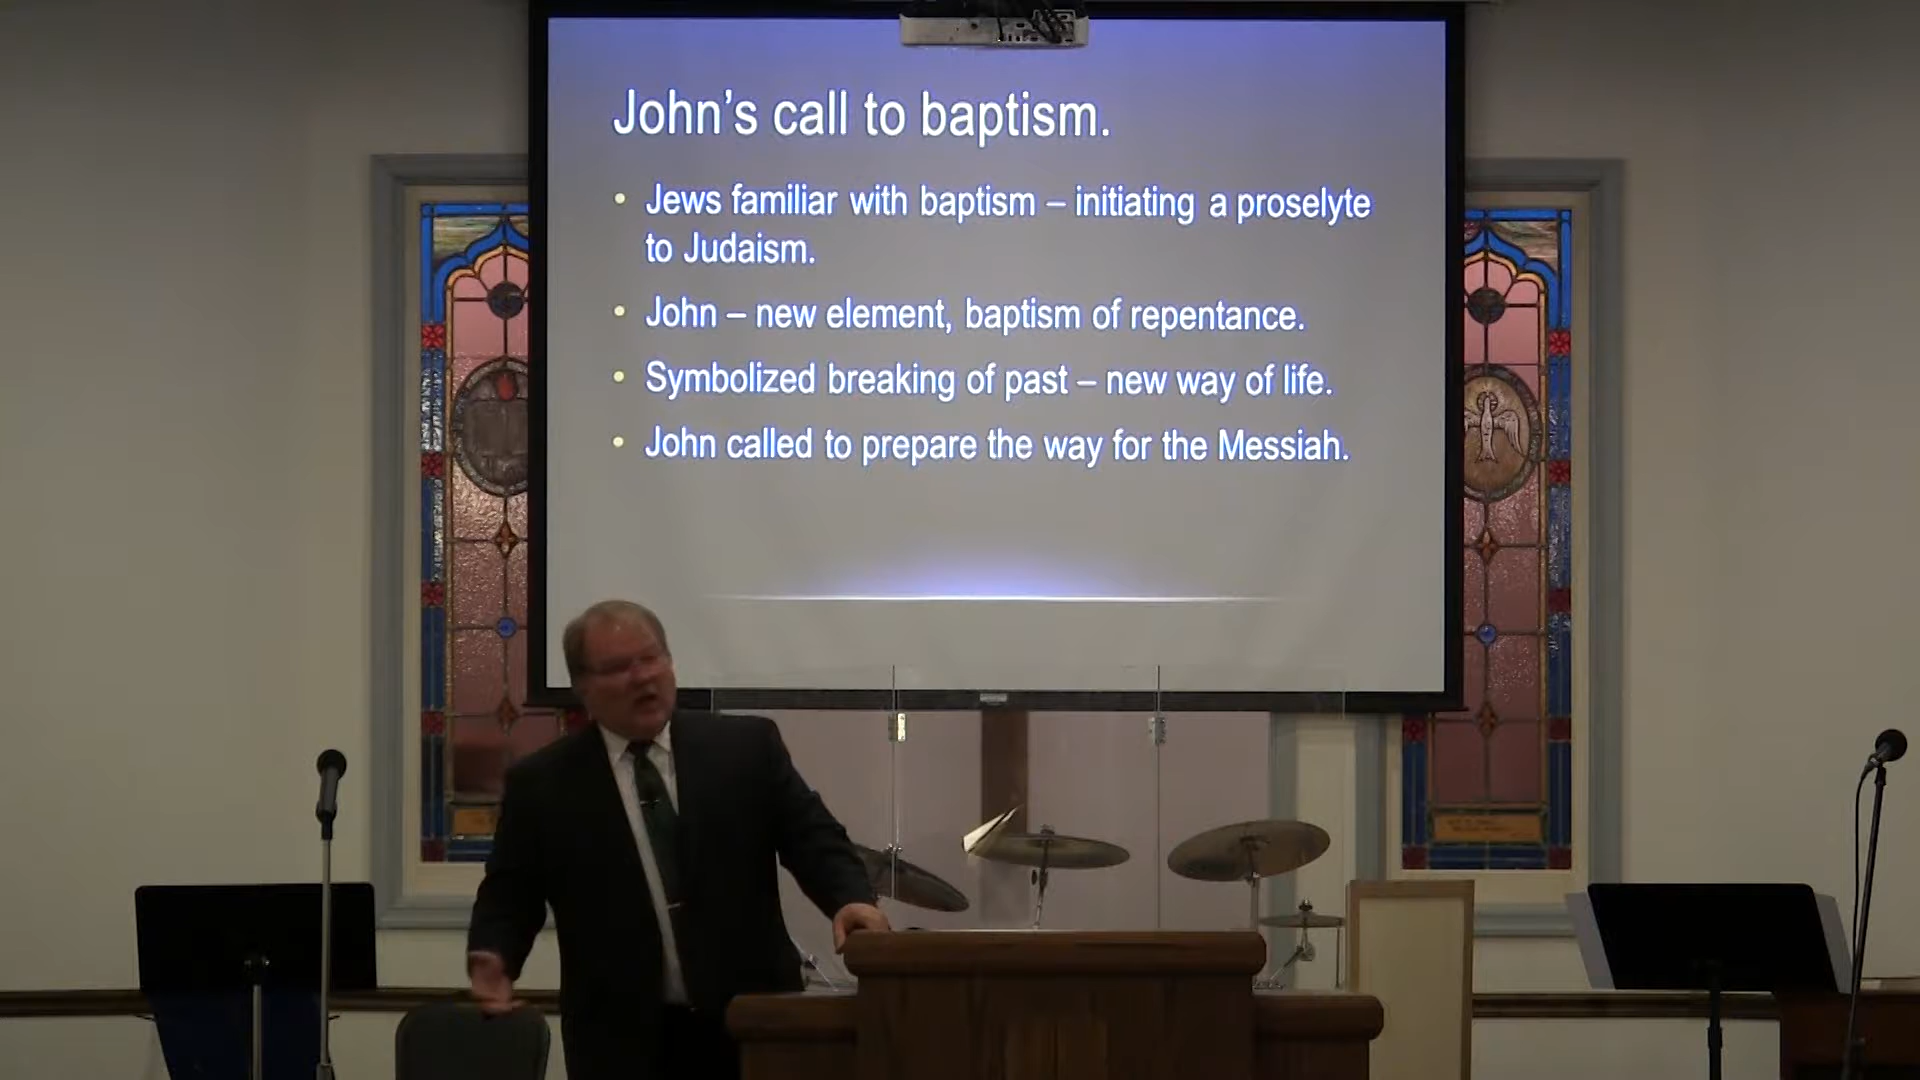 John’s call to baptism.
• Jews familiar with baptism – initiating a proselyte
to Judaism.
• John – new element, baptism of repentance.
• Symbolized breaking of past – new way of life.
• John called to prepare the way for the Messiah.